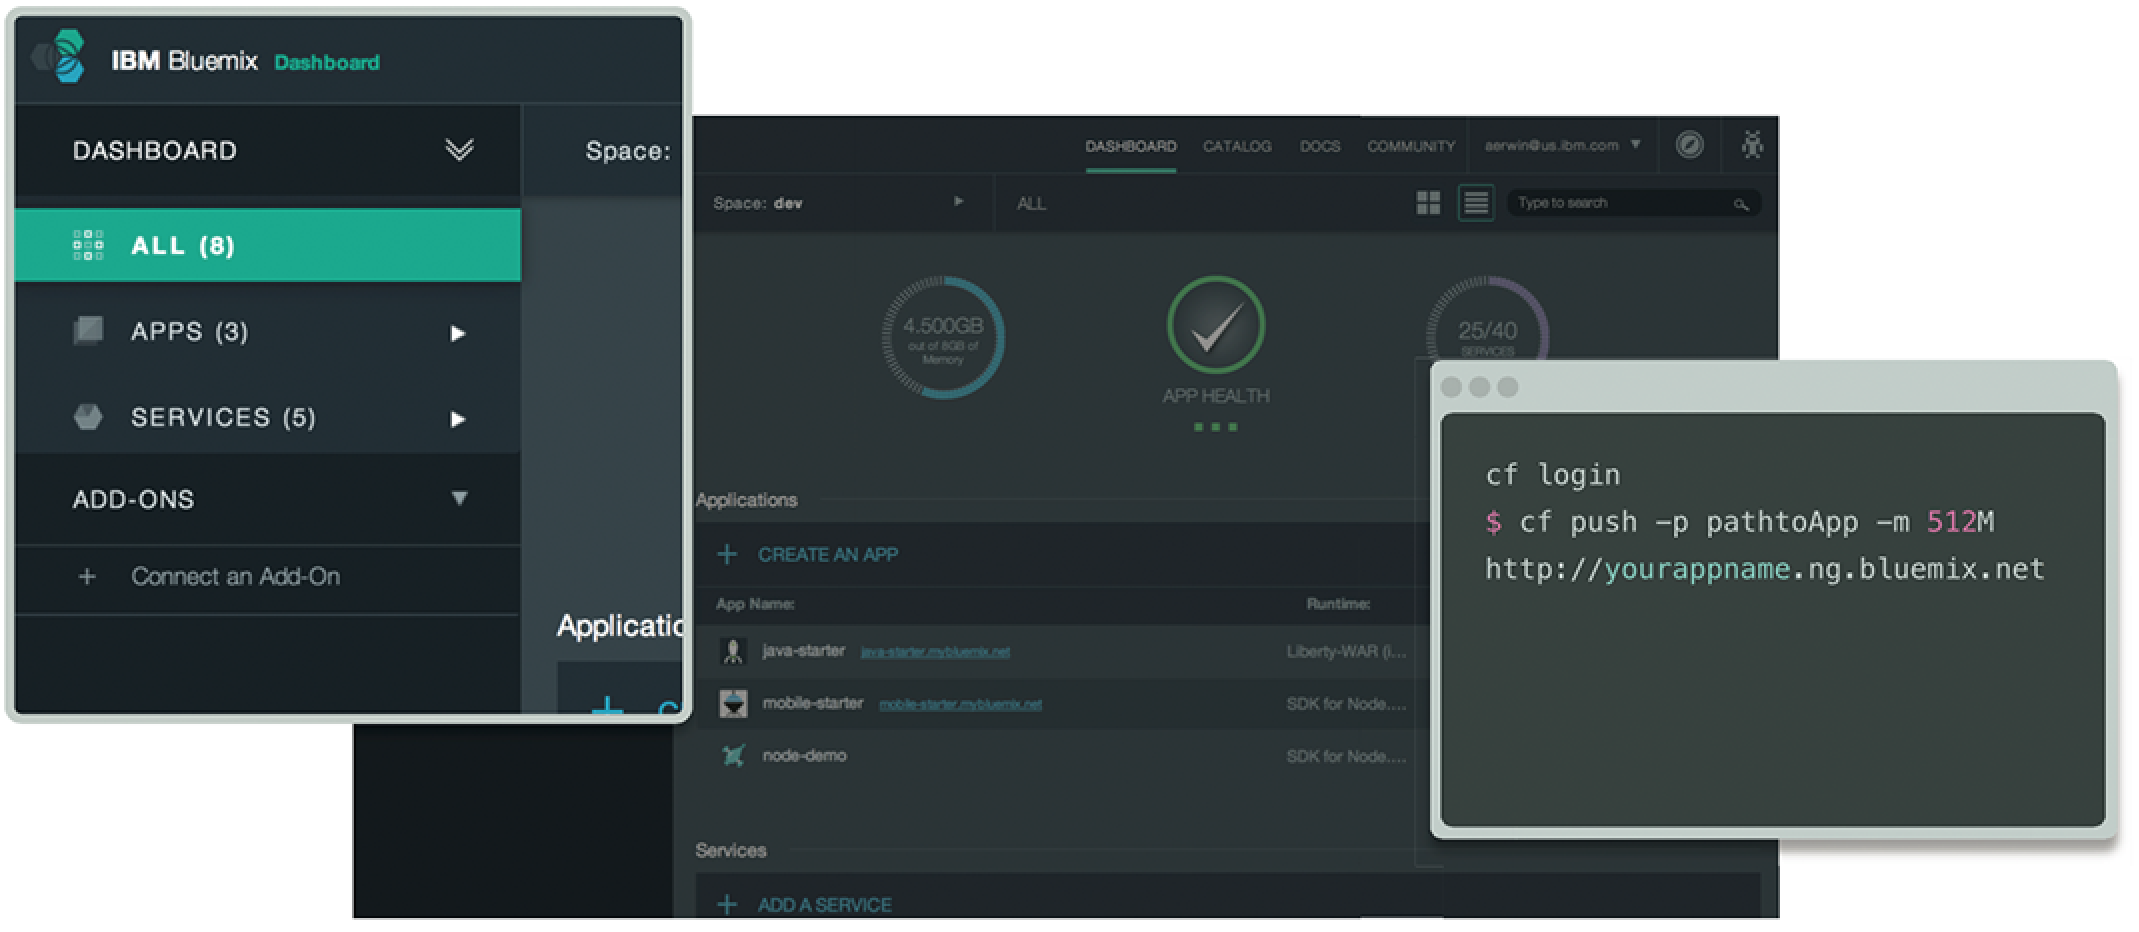 IBM Bluemix Dashboard
DASHBOARD
Space:
ALL (8)
APPS (3)
SERVICES (5)
ADD-ONS
+ Connect an Add-On
Applicatio
+ C
DASHBOARD CATALOG DOCS COMMUNITY aerwin@us.ibm.com
Space: dev
ALL
Type to search
4.500GB
out of 8GB of
Memory
APP HEALTH
25/40
SERVICES
Applications
+ CREATE AN APP
App Name: Runtime:
java-starter java-starter.mybluemix.net Liberty-WAR (i...
mobile-starter mobile-starter.mybluemix.net SDK for Node....
node-demo SDK for Node....
Services
+ ADD A SERVICE
cf login
$ cf push -p pathtoApp -m 512M
http://yourappname.ng.bluemix.net